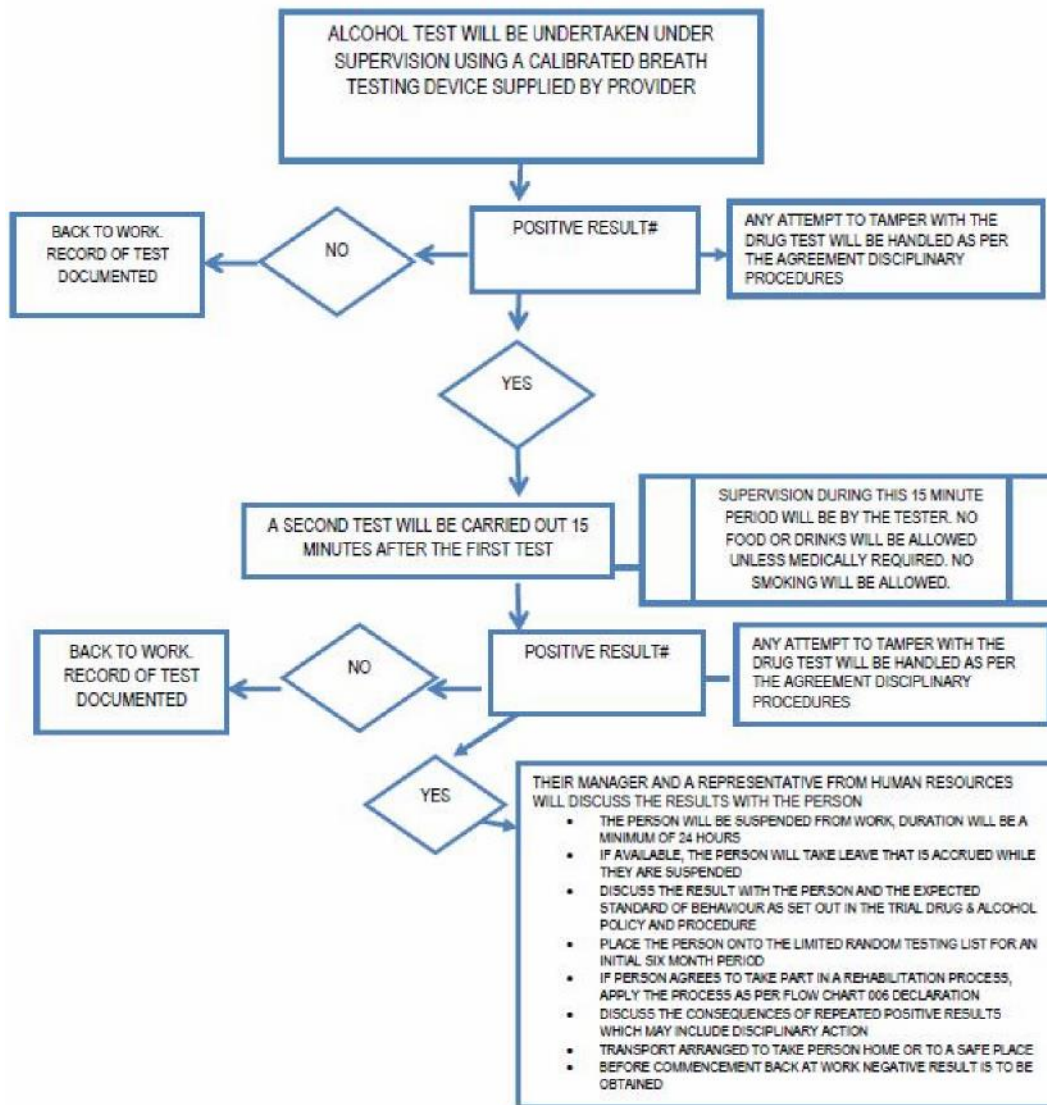 ALCOHOL TEST WILL BE UNDERTAKEN UNDER
SUPERVISION USING A CALIBRATED BREATH
TESTING DEVICE SUPPLIED BY PROVIDER
BACK TO WORK.
RECORD OF TEST
DOCUMENTED
NO
POSITIVE RESULT#
ANY ATTEMPT TO TAMPER WITH THE
DRUG TEST WILL BE HANDLED AS PER
THE AGREEMENT DISCIPLINARY
PROCEDURES
YES
A SECOND TEST WILL BE CARRIED OUT 15
MINUTES AFTER THE FIRST TEST
SUPERVISION DURING THIS 15 MINUTE
PERIOD WILL BE BY THE TESTER. NO
FOOD OR DRINKS WILL BE ALLOWED
UNLESS MEDICALLY REQUIRED. NO
SMOKING WILL BE ALLOWED.
BACK TO WORK.
RECORD OF TEST
DOCUMENTED
NO
POSITIVE RESULT#
ANY ATTEMPT TO TAMPER WITH THE
DRUG TEST WILL BE HANDLED AS PER
THE AGREEMENT DISCIPLINARY
PROCEDURES
YES
THEIR MANAGER AND A REPRESENTATIVE FROM HUMAN RESOURCES
WILL DISCUSS THE RESULTS WITH THE PERSON
• THE PERSON WILL BE SUSPENDED FROM WORK, DURATION WILL BE A
MINIMUM OF 24 HOURS
• IF AVAILABLE, THE PERSON WILL TAKE LEAVE THAT IS ACCRUED WHILE
THEY ARE SUSPENDED
• DISCUSS THE RESULT WITH THE PERSON AND THE EXPECTED
STANDARD OF BEHAVIOUR AS SET OUT IN THE TRIAL DRUG & ALCOHOL
POLICY AND PROCEDURE
• PLACE THE PERSON ONTO THE LIMITED RANDOM TESTING LIST FOR AN
INITIAL SIX MONTH PERIOD
• IF PERSON AGREES TO TAKE PART IN A REHABILITATION PROCESS,
APPLY THE PROCESS AS PER FLOW CHART 006 DECLARATION
• DISCUSS THE CONSEQUENCES OF REPEATED POSITIVE RESULTS
WHICH MAY INCLUDE DISCIPLINARY ACTION
• TRANSPORT ARRANGED TO TAKE PERSON HOME OR TO A SAFE PLACE
• BEFORE COMMENCEMENT BACK AT WORK NEGATIVE RESULT IS TO BE
OBTAINED